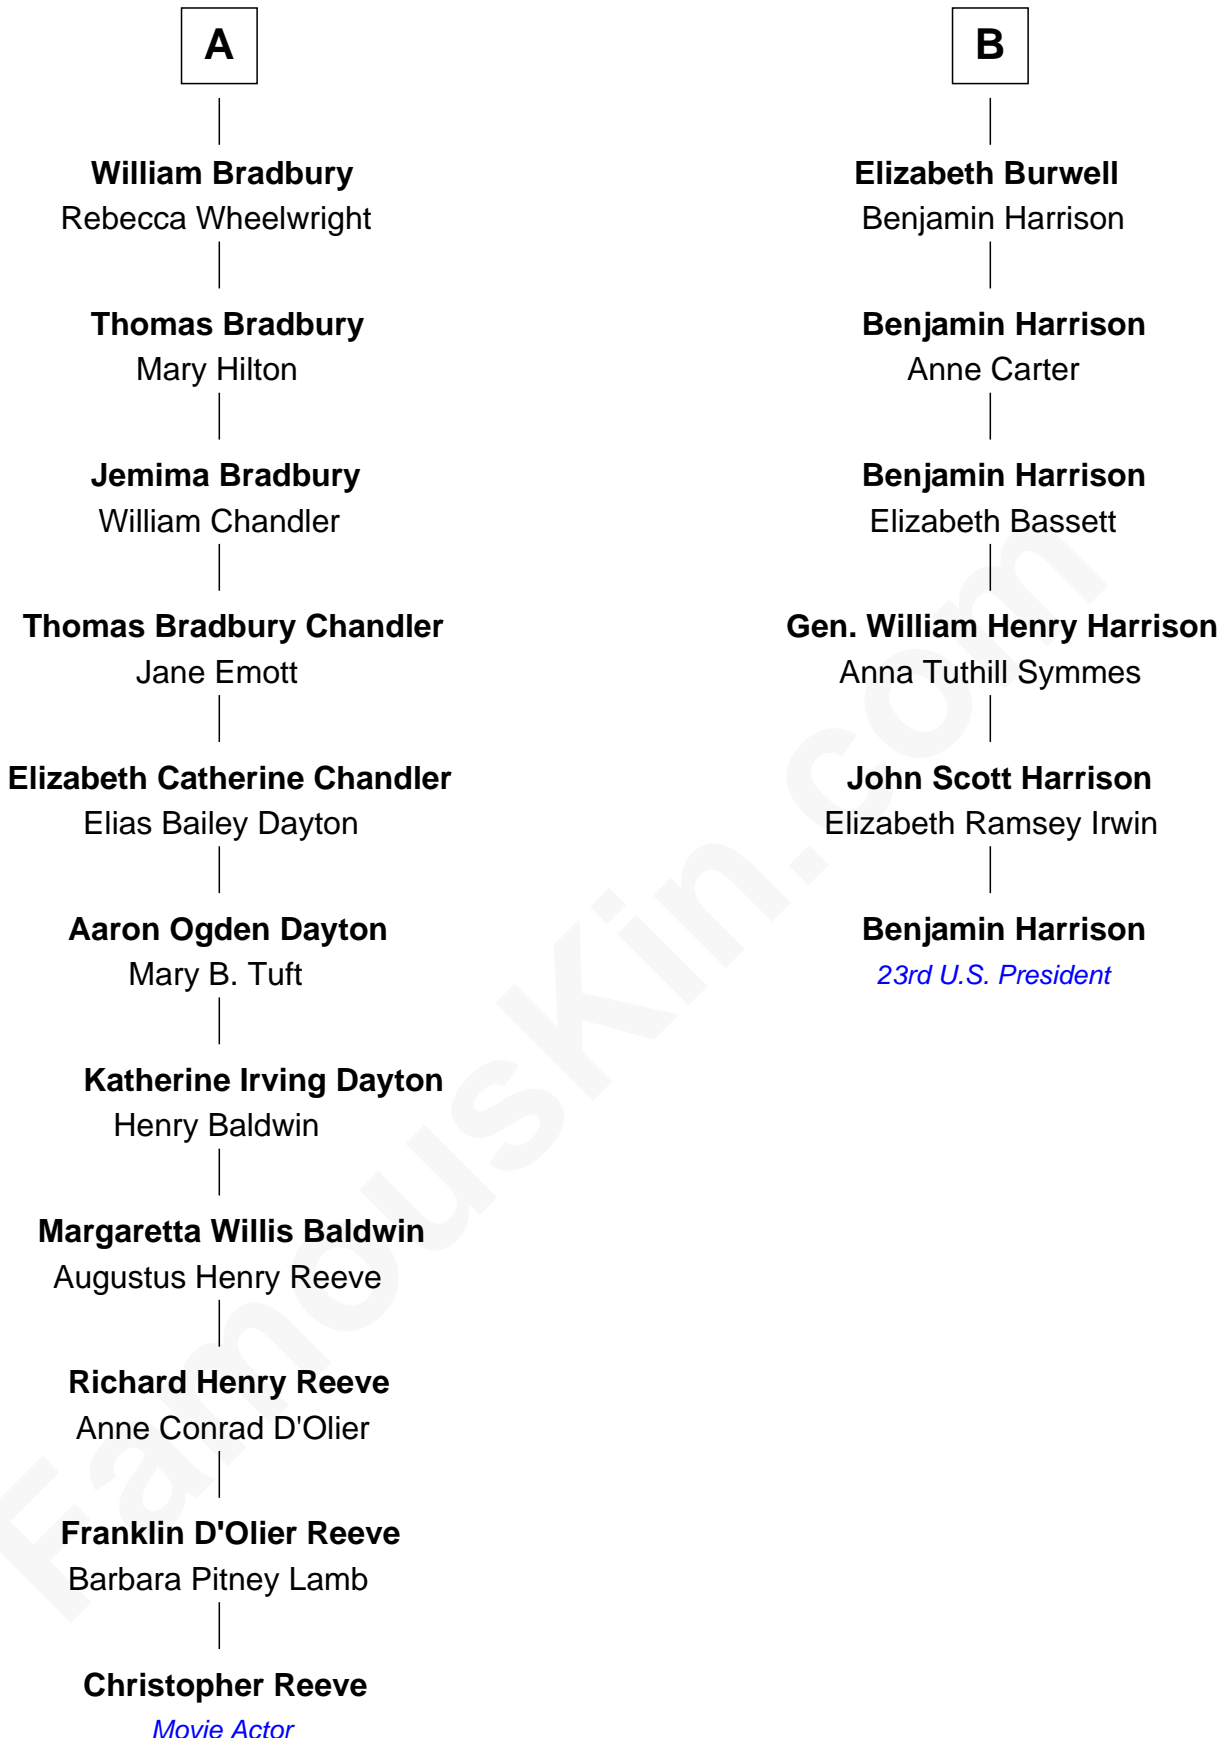 A
William Bradbury
Rebecca Wheelwright
Thomas Bradbury
Mary Hilton
Jemima Bradbury
William Chandler
Thomas Bradbury Chandler
Jane Emott
Elizabeth Catherine Chandler
Elias Bailey Dayton
Aaron Ogden Dayton
Mary B. Tuft
Katherine Irving Dayton
Henry Baldwin
Margaretta Willis Baldwin
Augustus Henry Reeve
Richard Henry Reeve
Anne Conrad D'Olier
Franklin D'Olier Reeve
Barbara Pitney Lamb
Christopher Reeve
Movie Actor
B
Elizabeth Burwell
Benjamin Harrison
Benjamin Harrison
Anne Carter
Benjamin Harrison
Elizabeth Bassett
Gen. William Henry Harrison
Anna Tuthill Symmes
John Scott Harrison
Elizabeth Ramsey Irwin
Benjamin Harrison
23rd U.S. President
FamousKin.com